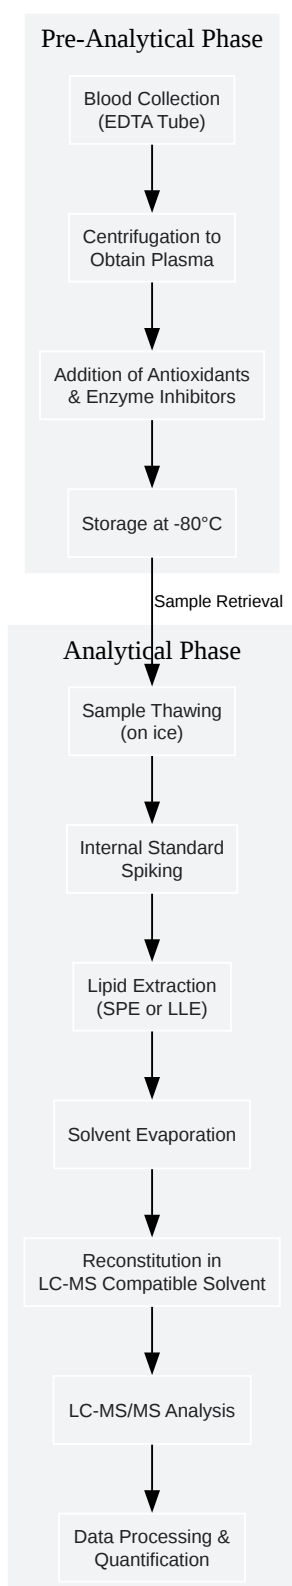 Pre-Analytical Phase
Blood Collection
(EDTA Tube)
Centrifugation to
Obtain Plasma
Addition of Antioxidants
& Enzyme Inhibitors
Storage at -80°C
Sample Retrieval
Analytical Phase
Sample Thawing
(on ice)
Internal Standard
Spiking
Lipid Extraction
(SPE or LLE)
Solvent Evaporation
Reconstitution in
LC-MS Compatible Solvent
LC-MS/MS Analysis
Data Processing &
Quantification